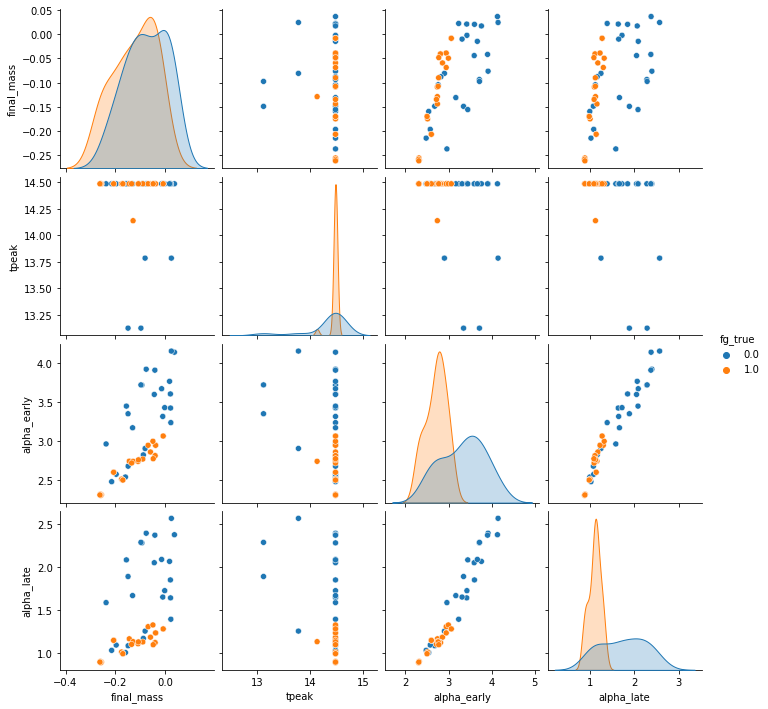 final_mass
0.05
0.00
−0.05
−0.10
−0.15
−0.20
−0.25
tpeak
14.50
14.25
14.00
13.75
13.50
13.25
fg_true
0.0
1.0
alpha_early
4.0
3.5
3.0
2.5
alpha_late
2.5
2.0
1.5
1.0
−0.4 −0.2 0.0
final_mass
13 14 15
tpeak
2 3 4 5
alpha_early
1 2 3
alpha_late